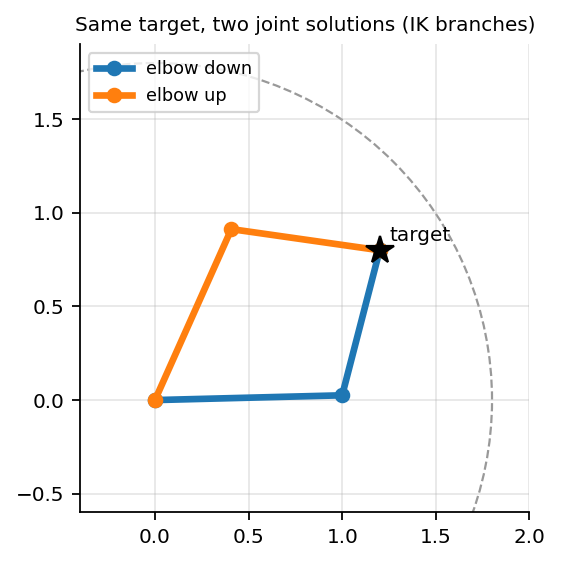 Same target, two joint solutions (IK branches)
elbow down
elbow up
target
1.5
1.0
0.5
0.0
−0.5
0.0 0.5 1.0 1.5 2.0